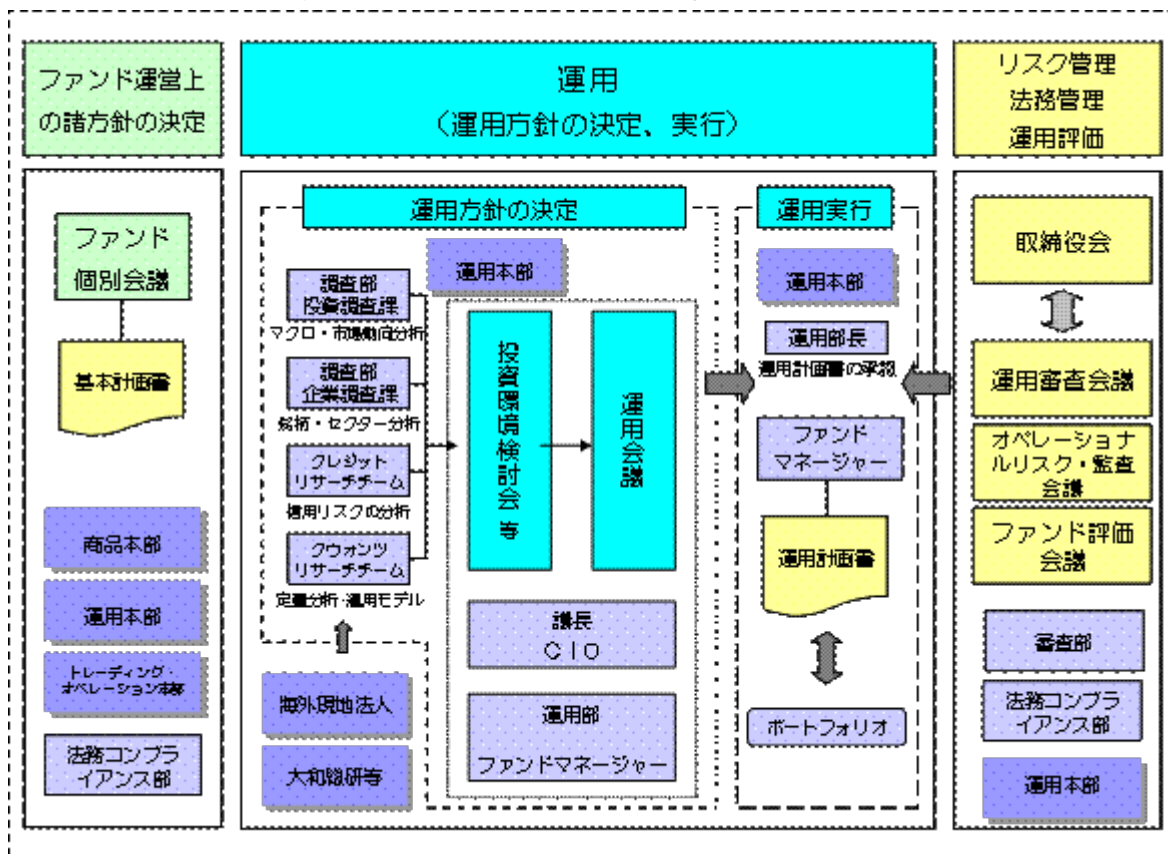 ファンド運営上
の諸方針の決定
運用
（運用方針の決定、実行）
リスク管理
法務管理
運用評価
ファンド
個別会議
基本計画書
商品本部
運用本部
トレーディング・
オペレーション本部
法務コンプラ
イアンス部
運用方針の決定
運用本部
調査部
投資調査課
マクロ・市場動向分析
調査部
企業調査課
銘柄・セクター分析
クレジット
リサーチチーム
信用リスクの分析
クウォンツ
リサーチチーム
定量分析・運用モデル
海外現地法人
大和総研等
投資環境検討会 等
運用会議
議長
CIO
運用部
ファンドマネージャー
運用実行
運用本部
運用部長
運用計画書の承認
ファンド
マネージャー
運用計画書
ポートフォリオ
取締役会
運用審査会議
オペレーショナ
ルリスク・監査
会議
ファンド評価
会議
審査部
法務コンプラ
イアンス部
運用本部